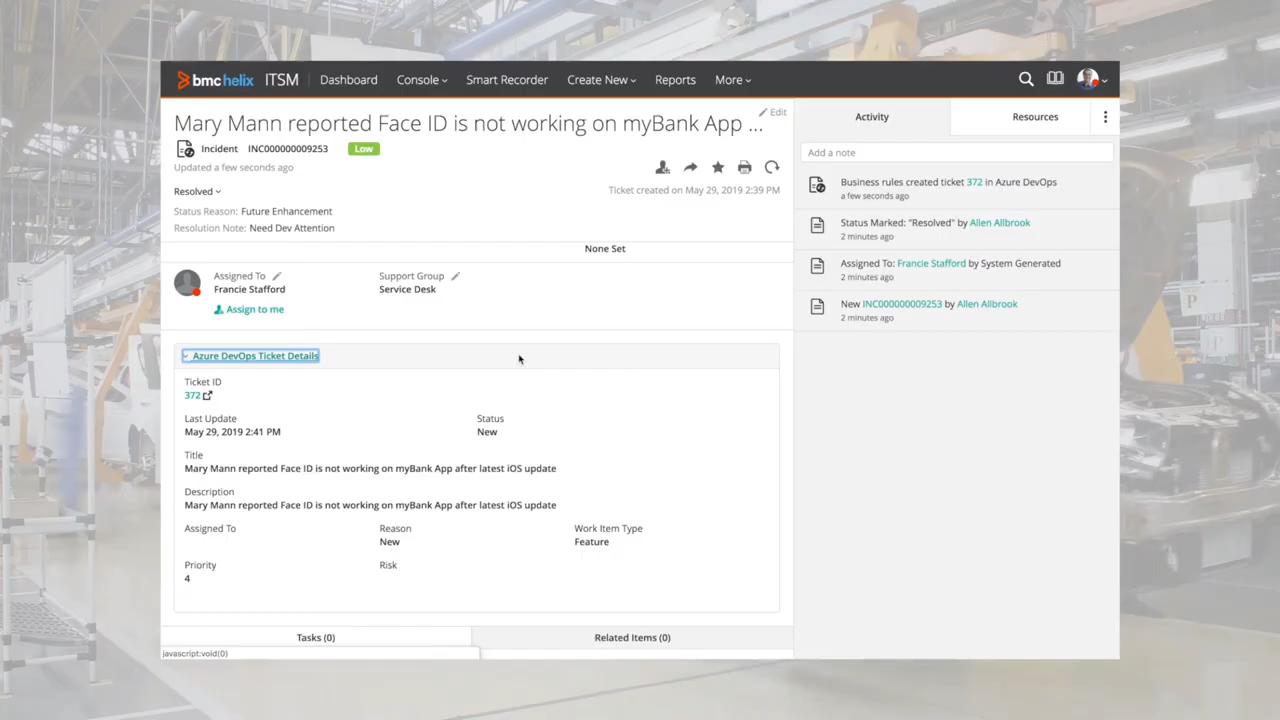 bmchelix ITSM Dashboard Console Smart Recorder Create New Reports More
Mary Mann reported Face ID is not working on myBank App ...
Edit
Incident INC000000009253 Low
Updated a few seconds ago
Ticket created on May 29, 2019 2:39 PM
Resolved
Status Reason: Future Enhancement
Resolution Note: Need Dev Attention
None Set
Assigned To
Francie Stafford
Assign to me
Support Group
Service Desk
Azure DevOps Ticket Details
Ticket ID
372
Last Update
May 29, 2019 2:41 PM
Status
New
Title
Mary Mann reported Face ID is not working on myBank App after latest iOS update
Description
Mary Mann reported Face ID is not working on myBank App after latest iOS update
Assigned To
Reason
New
Work Item Type
Feature
Priority
4
Risk
Tasks (0)
Related Items (0)
javascript:void(0)
Activity
Resources
Add a note
Business rules created ticket 372 in Azure DevOps
a few seconds ago
Status Marked: "Resolved" by Allen Allbrook
2 minutes ago
Assigned To: Francie Stafford by System Generated
2 minutes ago
New INC000000009253 by Allen Allbrook
2 minutes ago
P